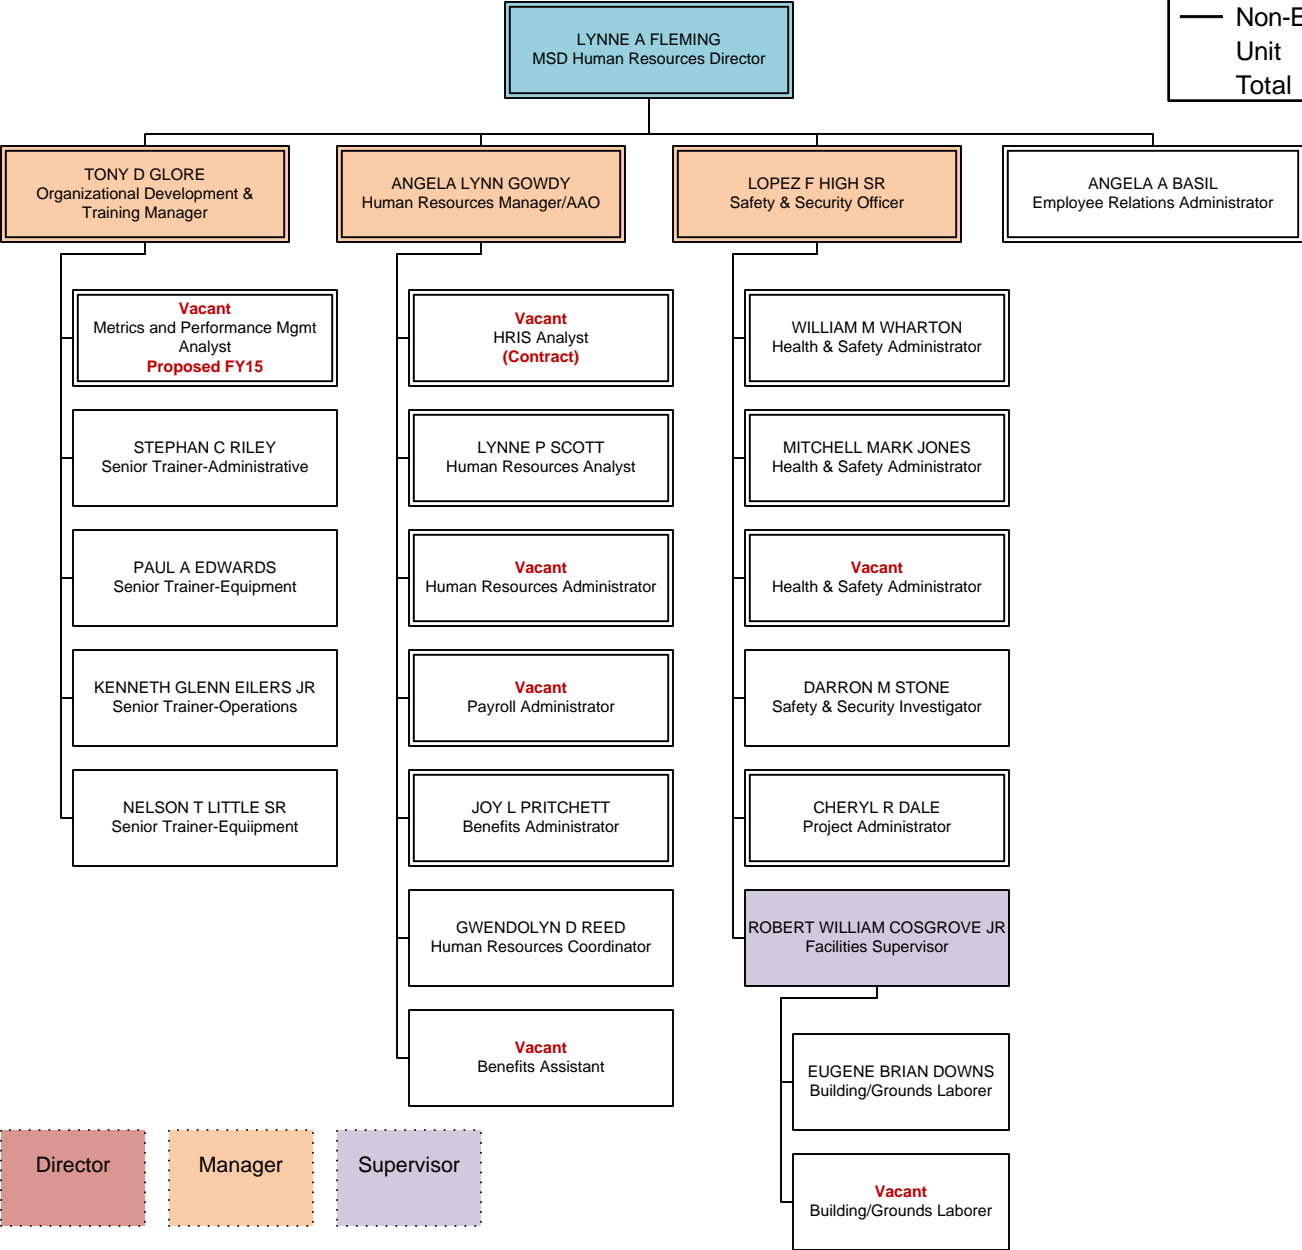 LYNNE A FLEMING
MSD Human Resources Director
Unit
Total
TONY D GLORE
Organizational Development &
Training Manager
ANGELA LYNN GOWDY
Human Resources Manager/AAO
LOPEZ F HIGH SR
Safety & Security Officer
ANGELA A BASIL
Employee Relations Administrator
Vacant
Metrics and Performance Mgmt
Analyst
Proposed FY15
STEPHAN C RILEY
Senior Trainer-Administrative
PAUL A EDWARDS
Senior Trainer-Equipment
KENNETH GLENN EILERS JR
Senior Trainer-Operations
NELSON T LITTLE SR
Senior Trainer-Equiipment
Vacant
HRIS Analyst
(Contract)
LYNNE P SCOTT
Human Resources Analyst
Vacant
Human Resources Administrator
Vacant
Payroll Administrator
JOY L PRITCHETT
Benefits Administrator
GWENDOLYN D REED
Human Resources Coordinator
Vacant
Benefits Assistant
WILLIAM M WHARTON
Health & Safety Administrator
MITCHELL MARK JONES
Health & Safety Administrator
Vacant
Health & Safety Administrator
DARRON M STONE
Safety & Security Investigator
CHERYL R DALE
Project Administrator
ROBERT WILLIAM COSGROVE JR
Facilities Supervisor
EUGENE BRIAN DOWNS
Building/Grounds Laborer
Vacant
Building/Grounds Laborer
Director
Manager
Supervisor